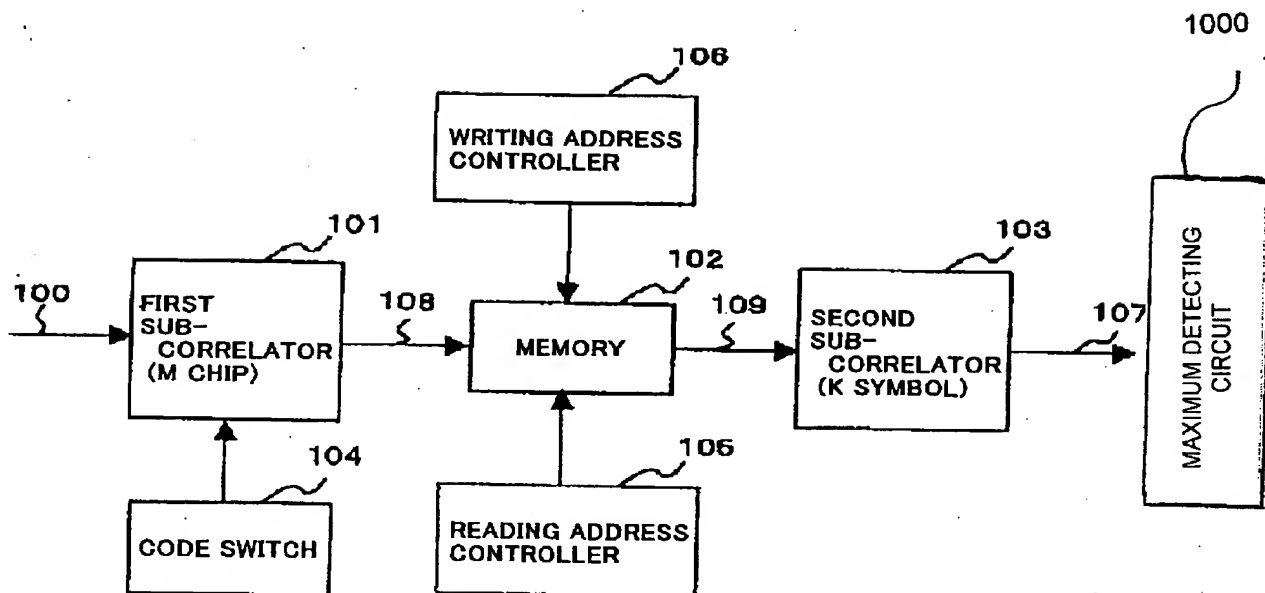 1000
106
WRITING ADDRESS
CONTROLLER
101
102
103
100
FIRST
SUB-
CORRELATOR
(M CHIP)
108
MEMORY
109
SECOND
SUB-
CORRELATOR
(K SYMBOL)
107
MAXIMUM DETECTING
CIRCUIT
104
105
CODE SWITCH
READING ADDRESS
CONTROLLER